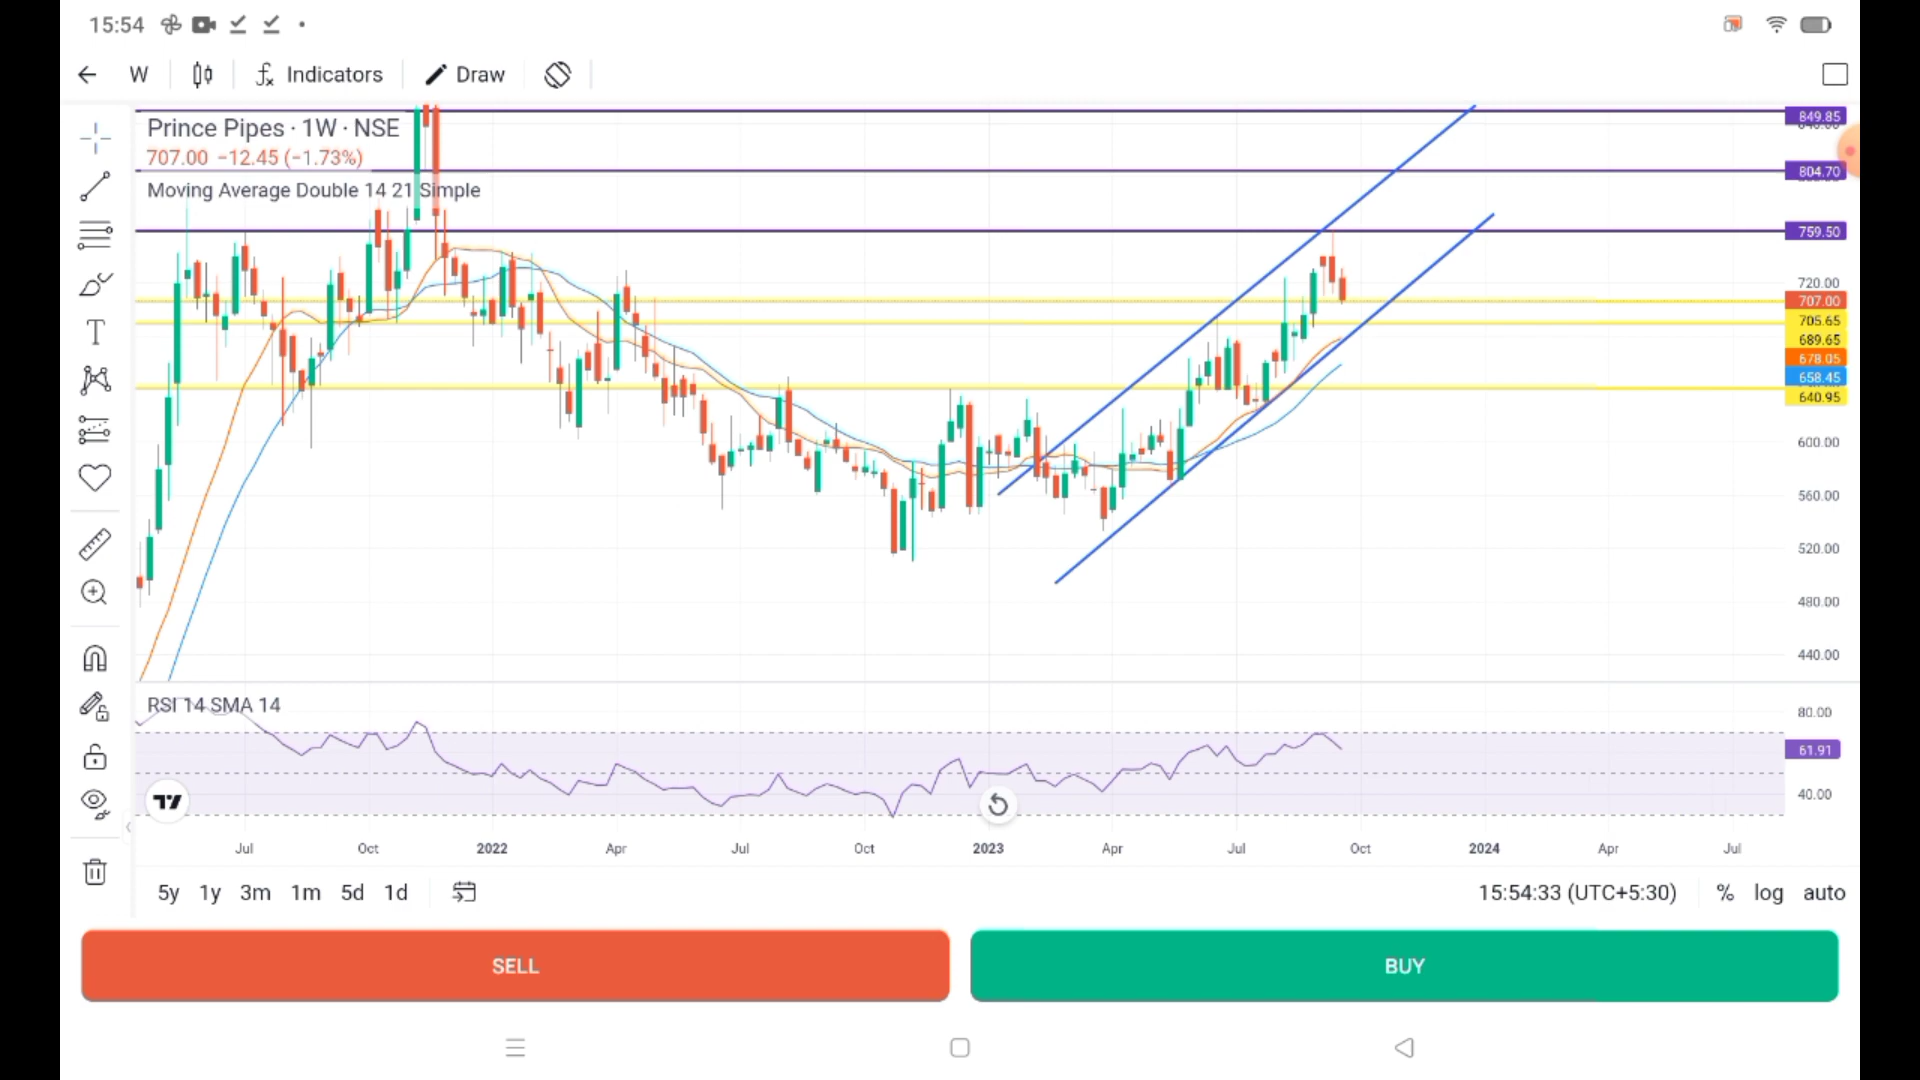 15:54
W
Indicators
Draw
Prince Pipes · 1W · NSE
707.00 −12.45 (−1.73%)
Moving Average Double 14 21 Simple
849.85
804.70
759.50
720.00
707.00
705.65
689.65
678.05
658.45
640.95
600.00
560.00
520.00
480.00
440.00
RSI 14 SMA 14
80.00
61.91
40.00
Jul Oct 2022 Apr Jul Oct 2023 Apr Jul Oct 2024 Apr Jul
5y 1y 3m 1m 5d 1d
15:54:33 (UTC+5:30) % log auto
SELL BUY